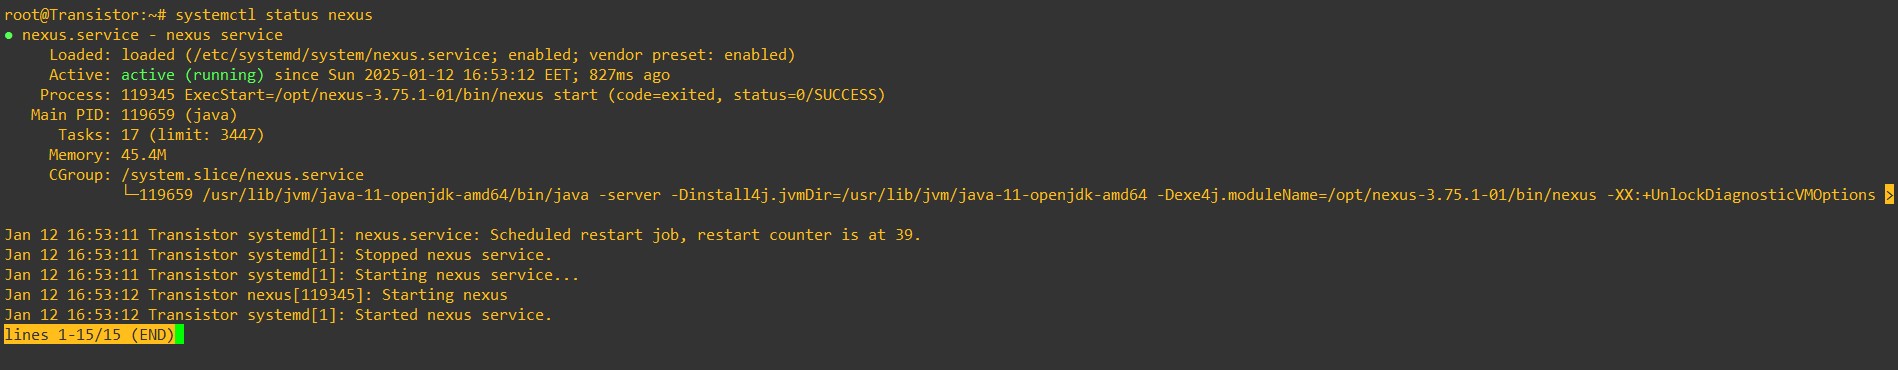 root@Transistor:~# systemctl status nexus
● nexus.service - nexus service
     Loaded: loaded (/etc/systemd/system/nexus.service; enabled; vendor preset: enabled)
     Active: active (running) since Sun 2025-01-12 16:53:12 EET; 827ms ago
    Process: 119345 ExecStart=/opt/nexus-3.75.1-01/bin/nexus start (code=exited, status=0/SUCCESS)
   Main PID: 119659 (java)
      Tasks: 17 (limit: 3447)
     Memory: 45.4M
     CGroup: /system.slice/nexus.service
             └─119659 /usr/lib/jvm/java-11-openjdk-amd64/bin/java -server -Dinstall4j.jvmDir=/usr/lib/jvm/java-11-openjdk-amd64 -Dexe4j.moduleName=/opt/nexus-3.75.1-01/bin/nexus -XX:+UnlockDiagnosticVMOptions >
Jan 12 16:53:11 Transistor systemd[1]: nexus.service: Scheduled restart job, restart counter is at 39.
Jan 12 16:53:11 Transistor systemd[1]: Stopped nexus service.
Jan 12 16:53:11 Transistor systemd[1]: Starting nexus service...
Jan 12 16:53:12 Transistor nexus[119345]: Starting nexus
Jan 12 16:53:12 Transistor systemd[1]: Started nexus service.
lines 1-15/15 (END)